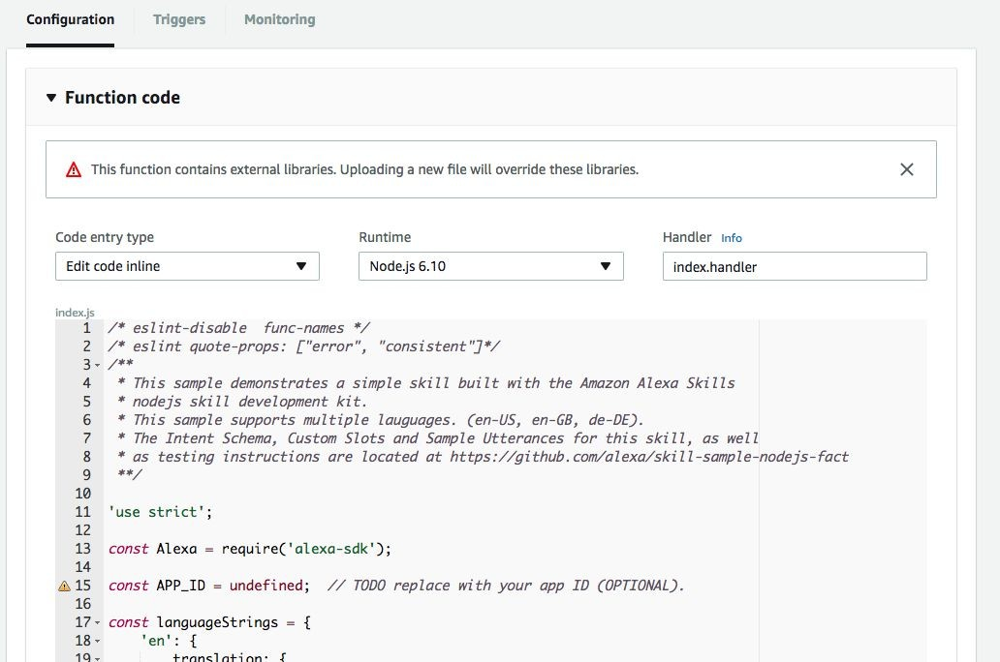 Configuration Triggers Monitoring
Function code
This function contains external libraries. Uploading a new file will override these libraries.
Code entry type Runtime Handler Info
Edit code inline Node.js 6.10 index.handler
index.js
1 /* eslint-disable  func-names */
2 /* eslint quote-props: ["error", "consistent"]*/
3 /**
4  * This sample demonstrates a simple skill built with the Amazon Alexa Skills
5  * nodejs skill development kit.
6  * This sample supports multiple lauguages. (en-US, en-GB, de-DE).
7  * The Intent Schema, Custom Slots and Sample Utterances for this skill, as well
8  * as testing instructions are located at https://github.com/alexa/skill-sample-nodejs-fact
9  **/
10
11 'use strict';
12
13 const Alexa = require('alexa-sdk');
14
15 const APP_ID = undefined;  // TODO replace with your app ID (OPTIONAL).
16
17 const languageStrings = {
18     'en': {
19         translation: {